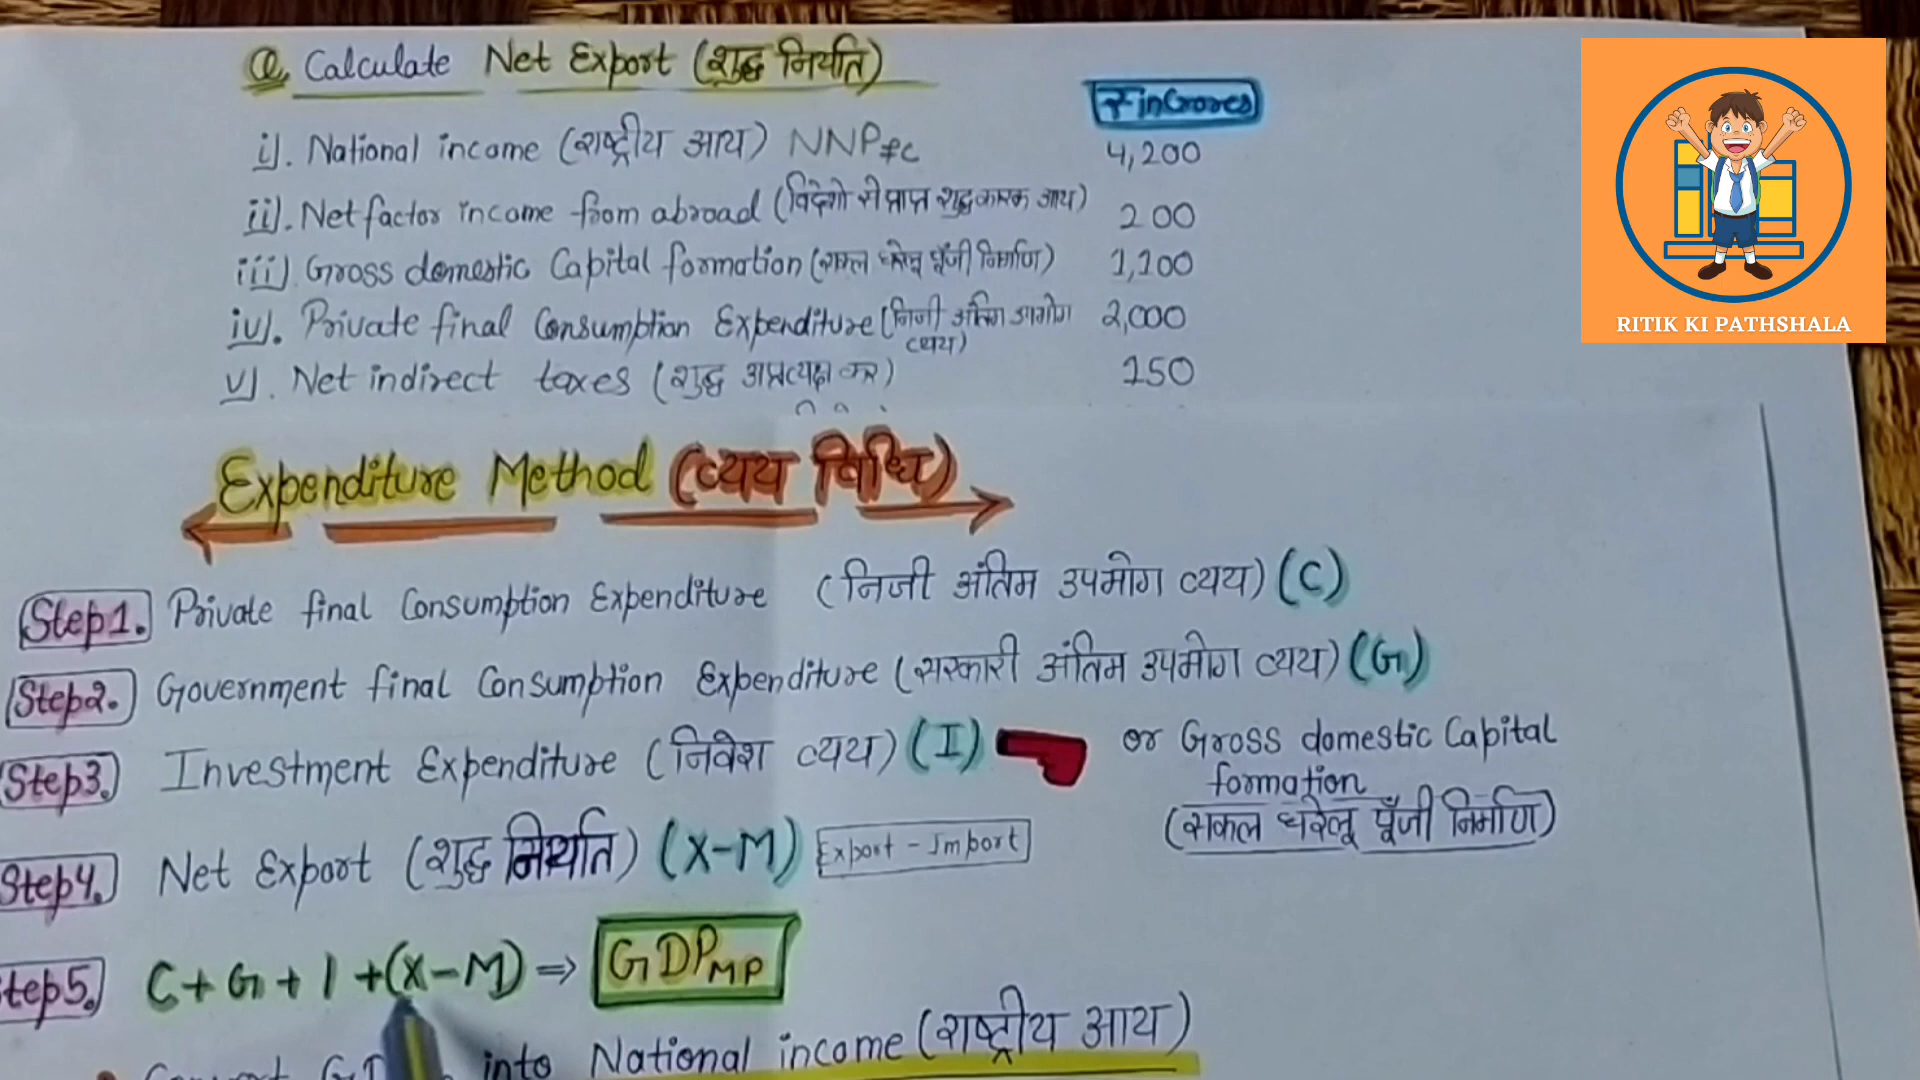 Q. Calculate Net Export (शुद्ध निर्यात)
₹ in Crores
i). National income (राष्ट्रीय आय) NNPFC 4,200
ii). Net factor income from abroad (विदेशो से प्राप्त शुद्ध कारक आय) 200
iii) Gross domestic Capital formation (सकल घरेलू पूँजी निर्माण) 1,100
iv). Private final Consumption Expenditure (निजी अंतिम उपभोग 2,000
व्यय)
v). Net indirect taxes (शुद्ध अप्रत्यक्ष कर) 150
RITIK KI PATHSHALA
Expenditure Method (व्यय विधि)
Step1. Private final Consumption Expenditure (निजी अंतिम उपभोग व्यय) (C)
Step2. Government final Consumption Expenditure (सरकारी अंतिम उपभोग व्यय) (G)
Step3. Investment Expenditure (निवेश व्यय) (I) or Gross domestic Capital
formation
(सकल घरेलू पूँजी निर्माण)
Step4. Net Export (शुद्ध निर्यात) (X-M) Export - Import
Step5. C+G+I+(X-M) ⇒ GDPMP
into National income (राष्ट्रीय आय)